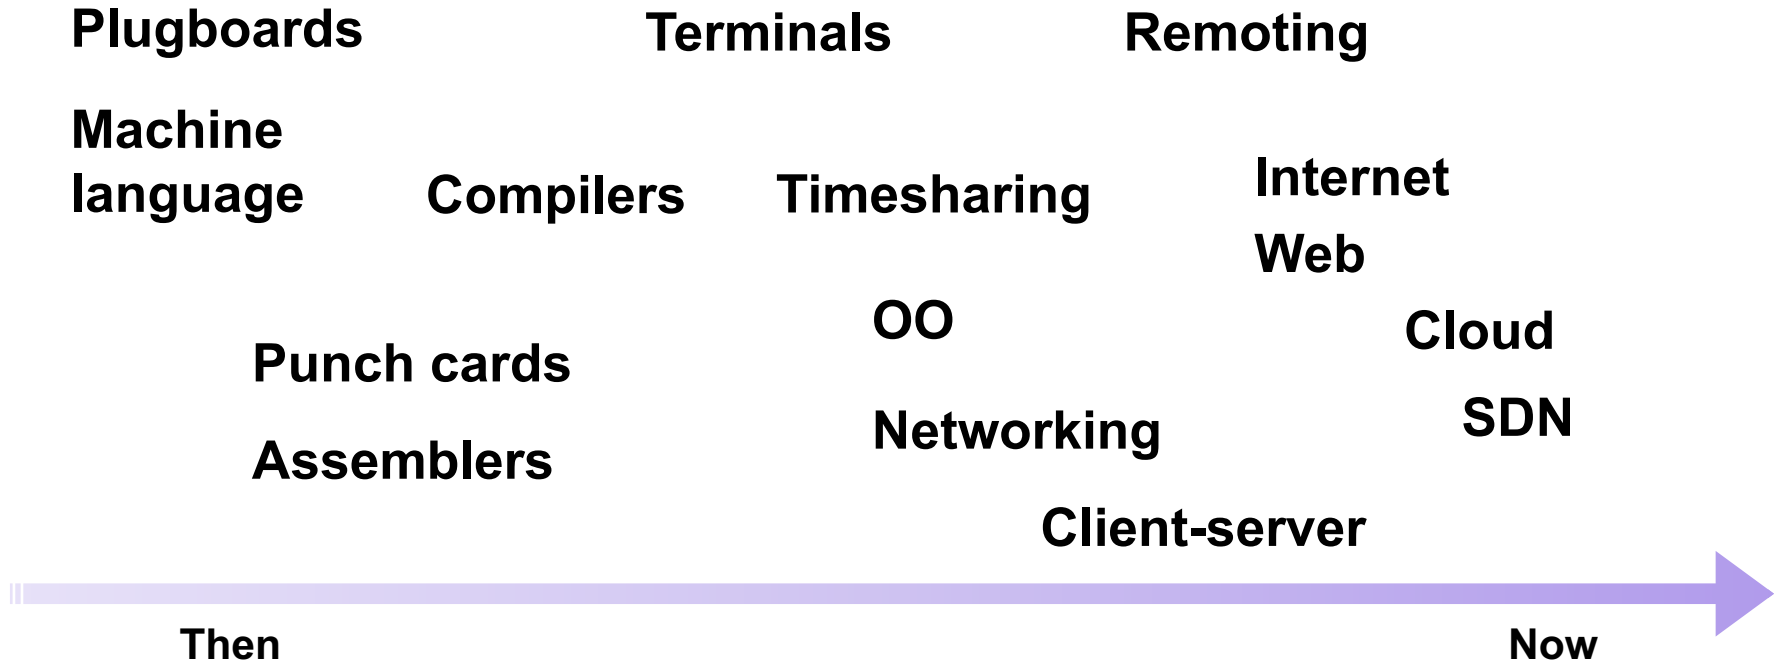 Plugboards
Terminals
Remoting
Machine
language
Compilers
Timesharing
Internet
Web
OO
Cloud
Punch cards
SDN
Networking
Assemblers
Client-server
Then
Now